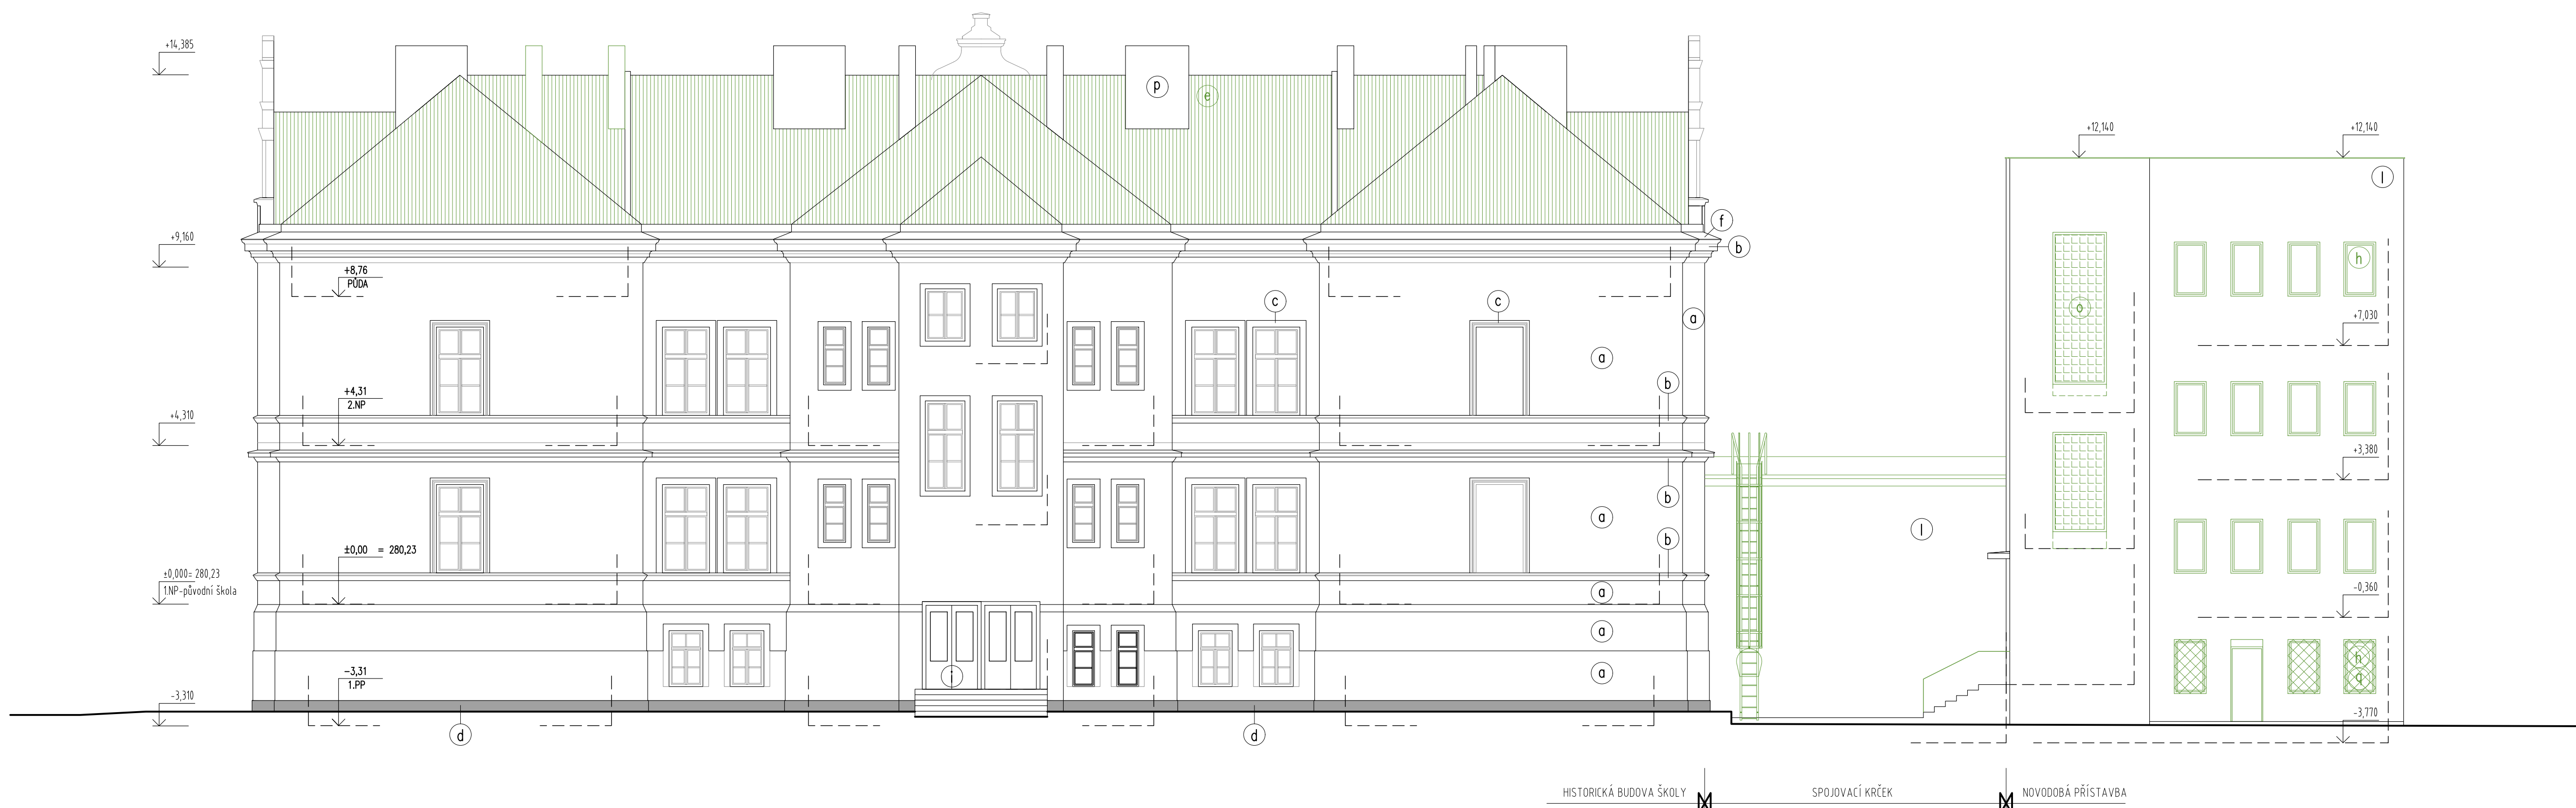 +14,385
p
e
+12,140
+12,140
l
f
+9,160
b
h
+8,76
PŮDA
c
c
o
a
+7,030
a
+4,31
2.NP
b
+4,310
+3,380
b
a
l
b
±0,00 = 280,23
±0,000= 280,23
1.NP-původní škola
a
-0,360
a
h
-3,31
1.PP
i
a
q
-3,310
-3,770
d
d
HISTORICKÁ BUDOVA ŠKOLY
SPOJOVACÍ KRČEK
NOVODOBÁ PŘÍSTAVBA